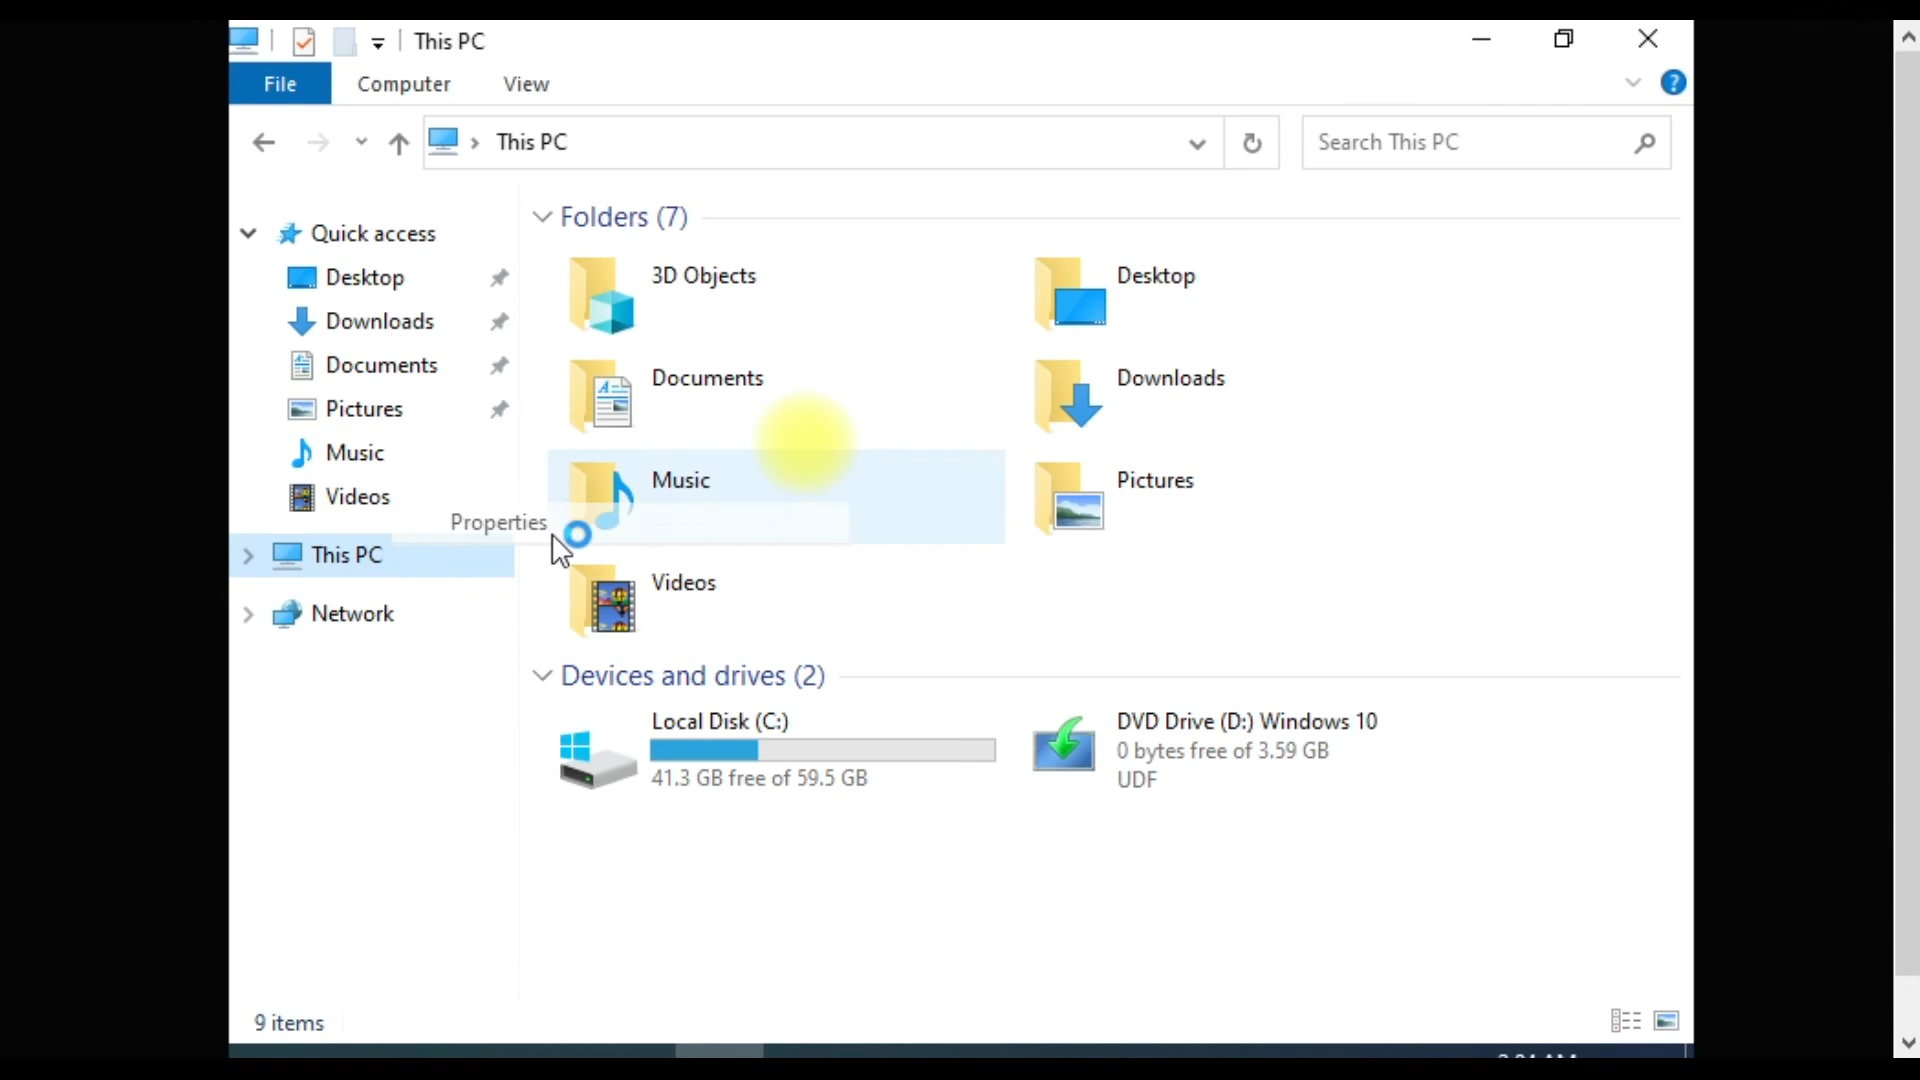 This PC
File
Computer
View
This PC
Search This PC
Quick access
Desktop
Downloads
Documents
Pictures
Music
Videos
This PC
Network
Properties
Folders (7)
3D Objects
Desktop
Documents
Downloads
Music
Pictures
Videos
Devices and drives (2)
Local Disk (C:)
41.3 GB free of 59.5 GB
DVD Drive (D:) Windows 10
0 bytes free of 3.59 GB
UDF
9 items